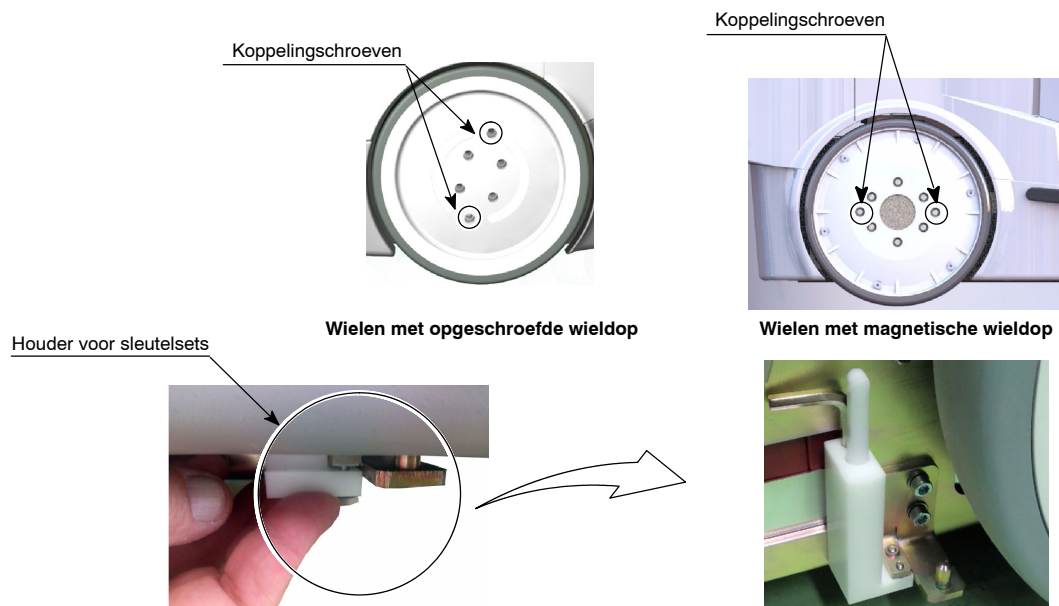 Koppelingschroeven
Koppelingschroeven
Wielen met opgeschroefde wieldop
Wielen met magnetische wieldop
Houder voor sleutelsets